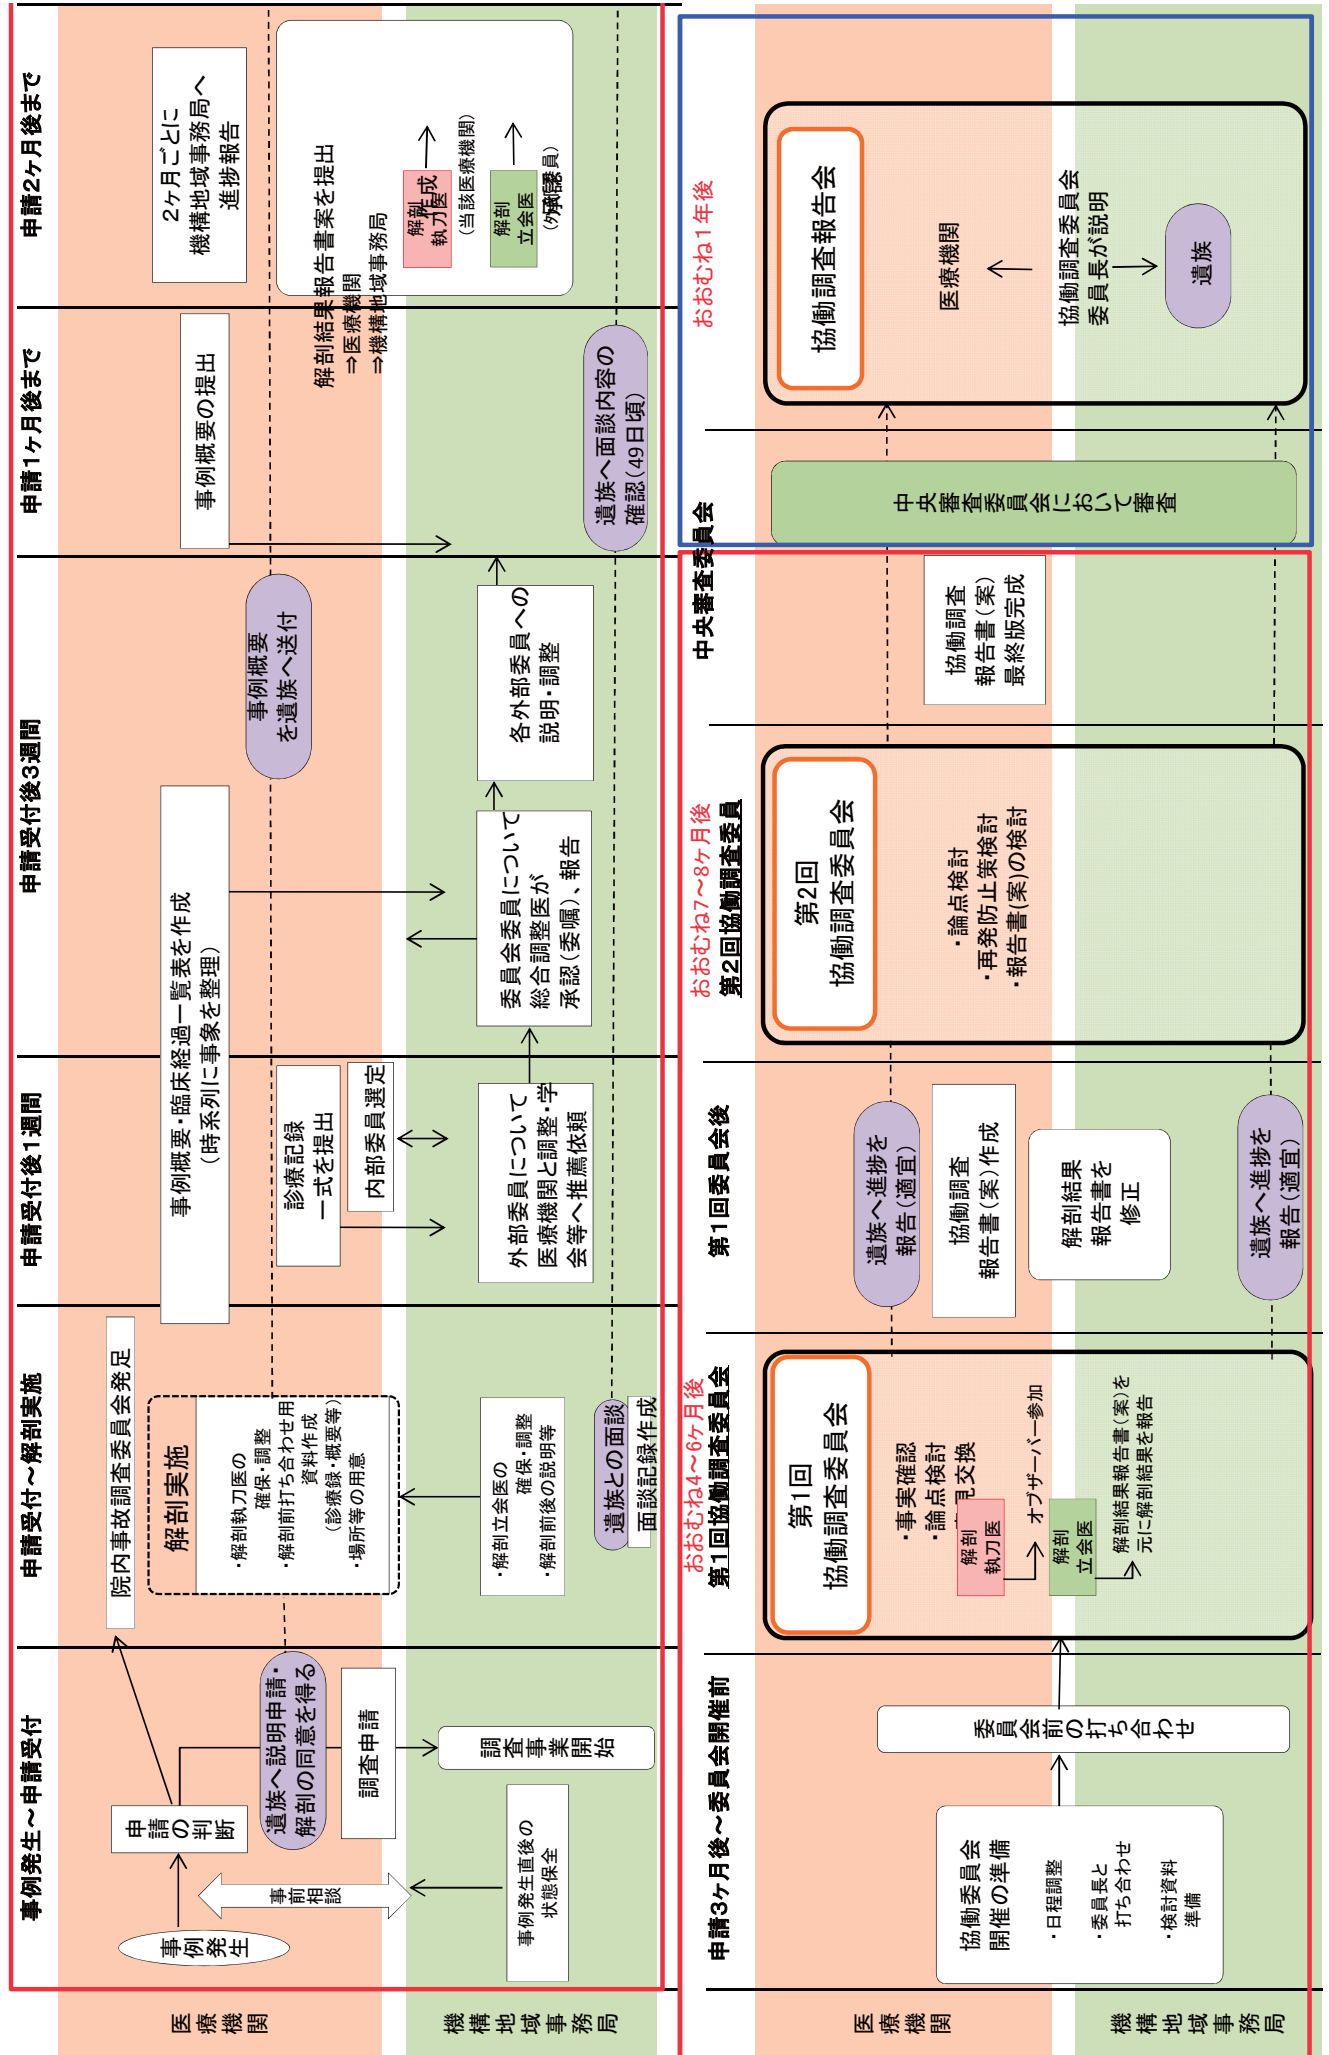 事例発生～申請受付
申請受付～解剖実施
申請受付後1週間
申請受付後3週間
申請1ヶ月後まで
申請2ヶ月後まで
医療機関
機構地域事務局
事例発生
申請の判断
事前相談
事例発生直後の
状態保全
遺族へ説明申請・
解剖の同意を得る
調査申請
調査事業開始
院内事故調査委員会発足
解剖実施
・解剖執刀医の
確保・調整
・解剖前打ち合わせ用
資料作成
（診療録・概要等）
・場所等の用意
・解剖立会医の
確保・調整
・解剖前後の説明等
遺族との面談
面談記録作成
事例概要・臨床経過一覧表を作成
（時系列に事象を整理）
診療記録
一式を提出
内部委員選定
外部委員について
医療機関と調整・学
会等へ推薦依頼
委員会委員について
総合調整医が
承認（委嘱）、報告
各外部委員への
説明・調整
事例概要
を遺族へ送付
事例概要の提出
遺族へ面談内容の
確認（49日頃）
2ヶ月ごとに
機構地域事務局へ
進捗報告
解剖結果報告書案を提出
⇒医療機関
⇒機構地域事務局
解剖
執刀医
作成
（当該医療機関）
解剖
立会医
承認
（外部委員）
申請3ヶ月後～委員会開催前
おおむね4～6ヶ月後
第1回協働調査委員会
第1回委員会後
おおむね7～8ヶ月後
第2回協働調査委員
中央審査委員会
おおむね1年後
医療機関
機構地域事務局
協働委員会
開催の準備
・日程調整
・委員長と
打ち合わせ
・検討資料
準備
委員会前の打ち合わせ
第1回
協働調査委員会
・事実確認
・論点検討
見交換
解剖
執刀医
オブザーバー参加
解剖
立会医
解剖結果報告書（案）を
元に解剖結果を報告
遺族へ進捗を
報告（適宜）
協働調査
報告書（案）作成
解剖結果
報告書を
修正
遺族へ進捗を
報告（適宜）
第2回
協働調査委員会
・論点検討
・再発防止策検討
・報告書(案)の検討
協働調査
報告書（案）
最終版完成
中央審査委員会において審査
協働調査報告会
医療機関
協働調査委員会
委員長が説明
遺族